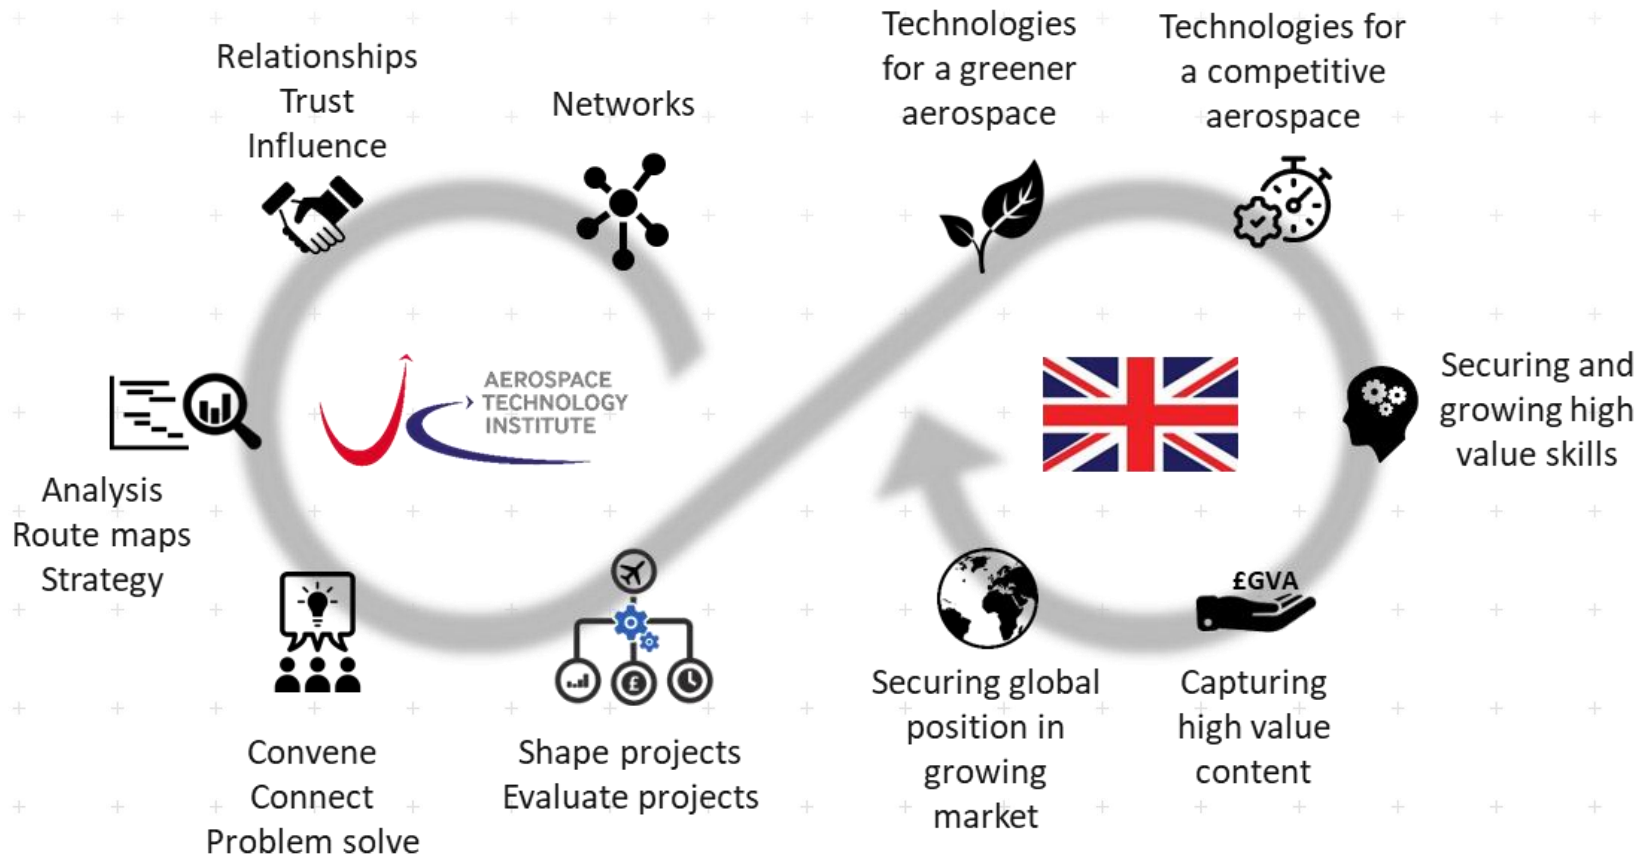 Relationships
Trust
Influence
Networks
Technologies
for a greener
aerospace
Technologies for
a competitive
aerospace
AEROSPACE
TECHNOLOGY
INSTITUTE
Securing and
growing high
value skills
Analysis
Route maps
Strategy
£GVA
£
Convene
Connect
Problem solve
Shape projects
Evaluate projects
Securing global
position in
growing
market
Capturing
high value
content